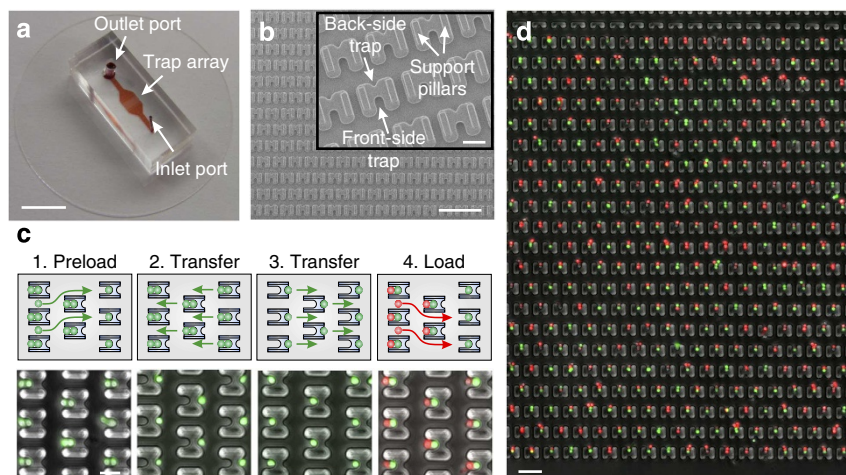 a
Outlet port
Trap array
Inlet port
b
Back-side
trap
Support
pillars
Front-side
trap
c
1. Preload
2. Transfer
3. Transfer
4. Load
d